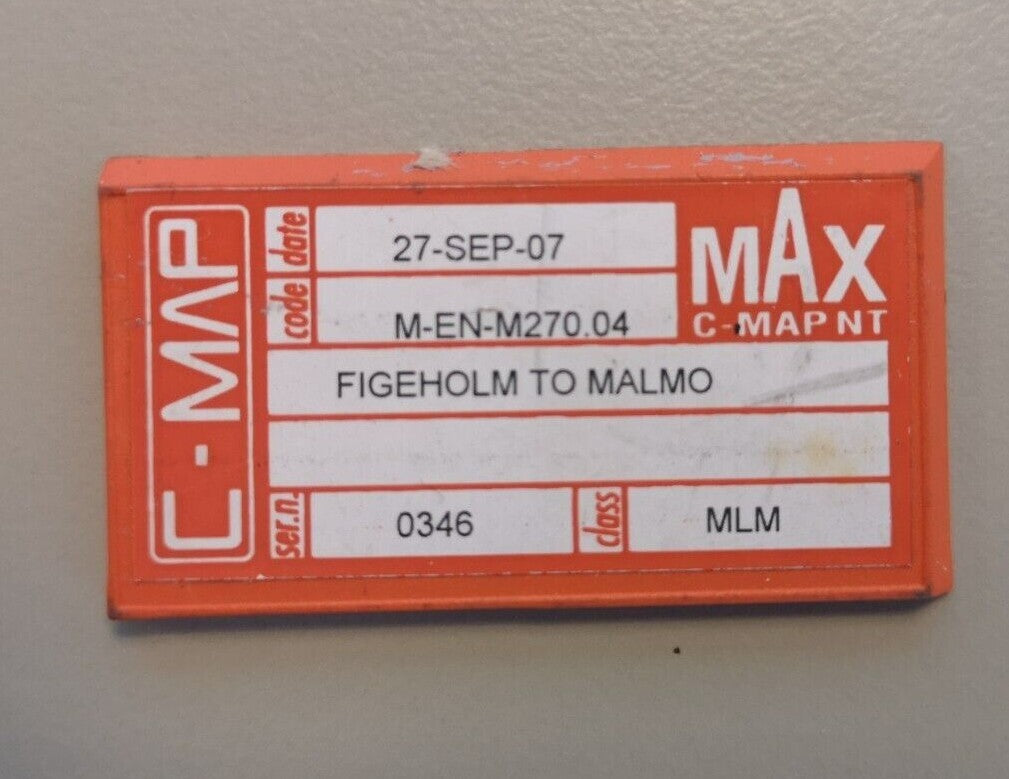 C-MAP
date 27-SEP-07
code M-EN-M270.04
MAX
C-MAP NT
FIGEHOLM TO MALMO
ser.n. 0346
class MLM